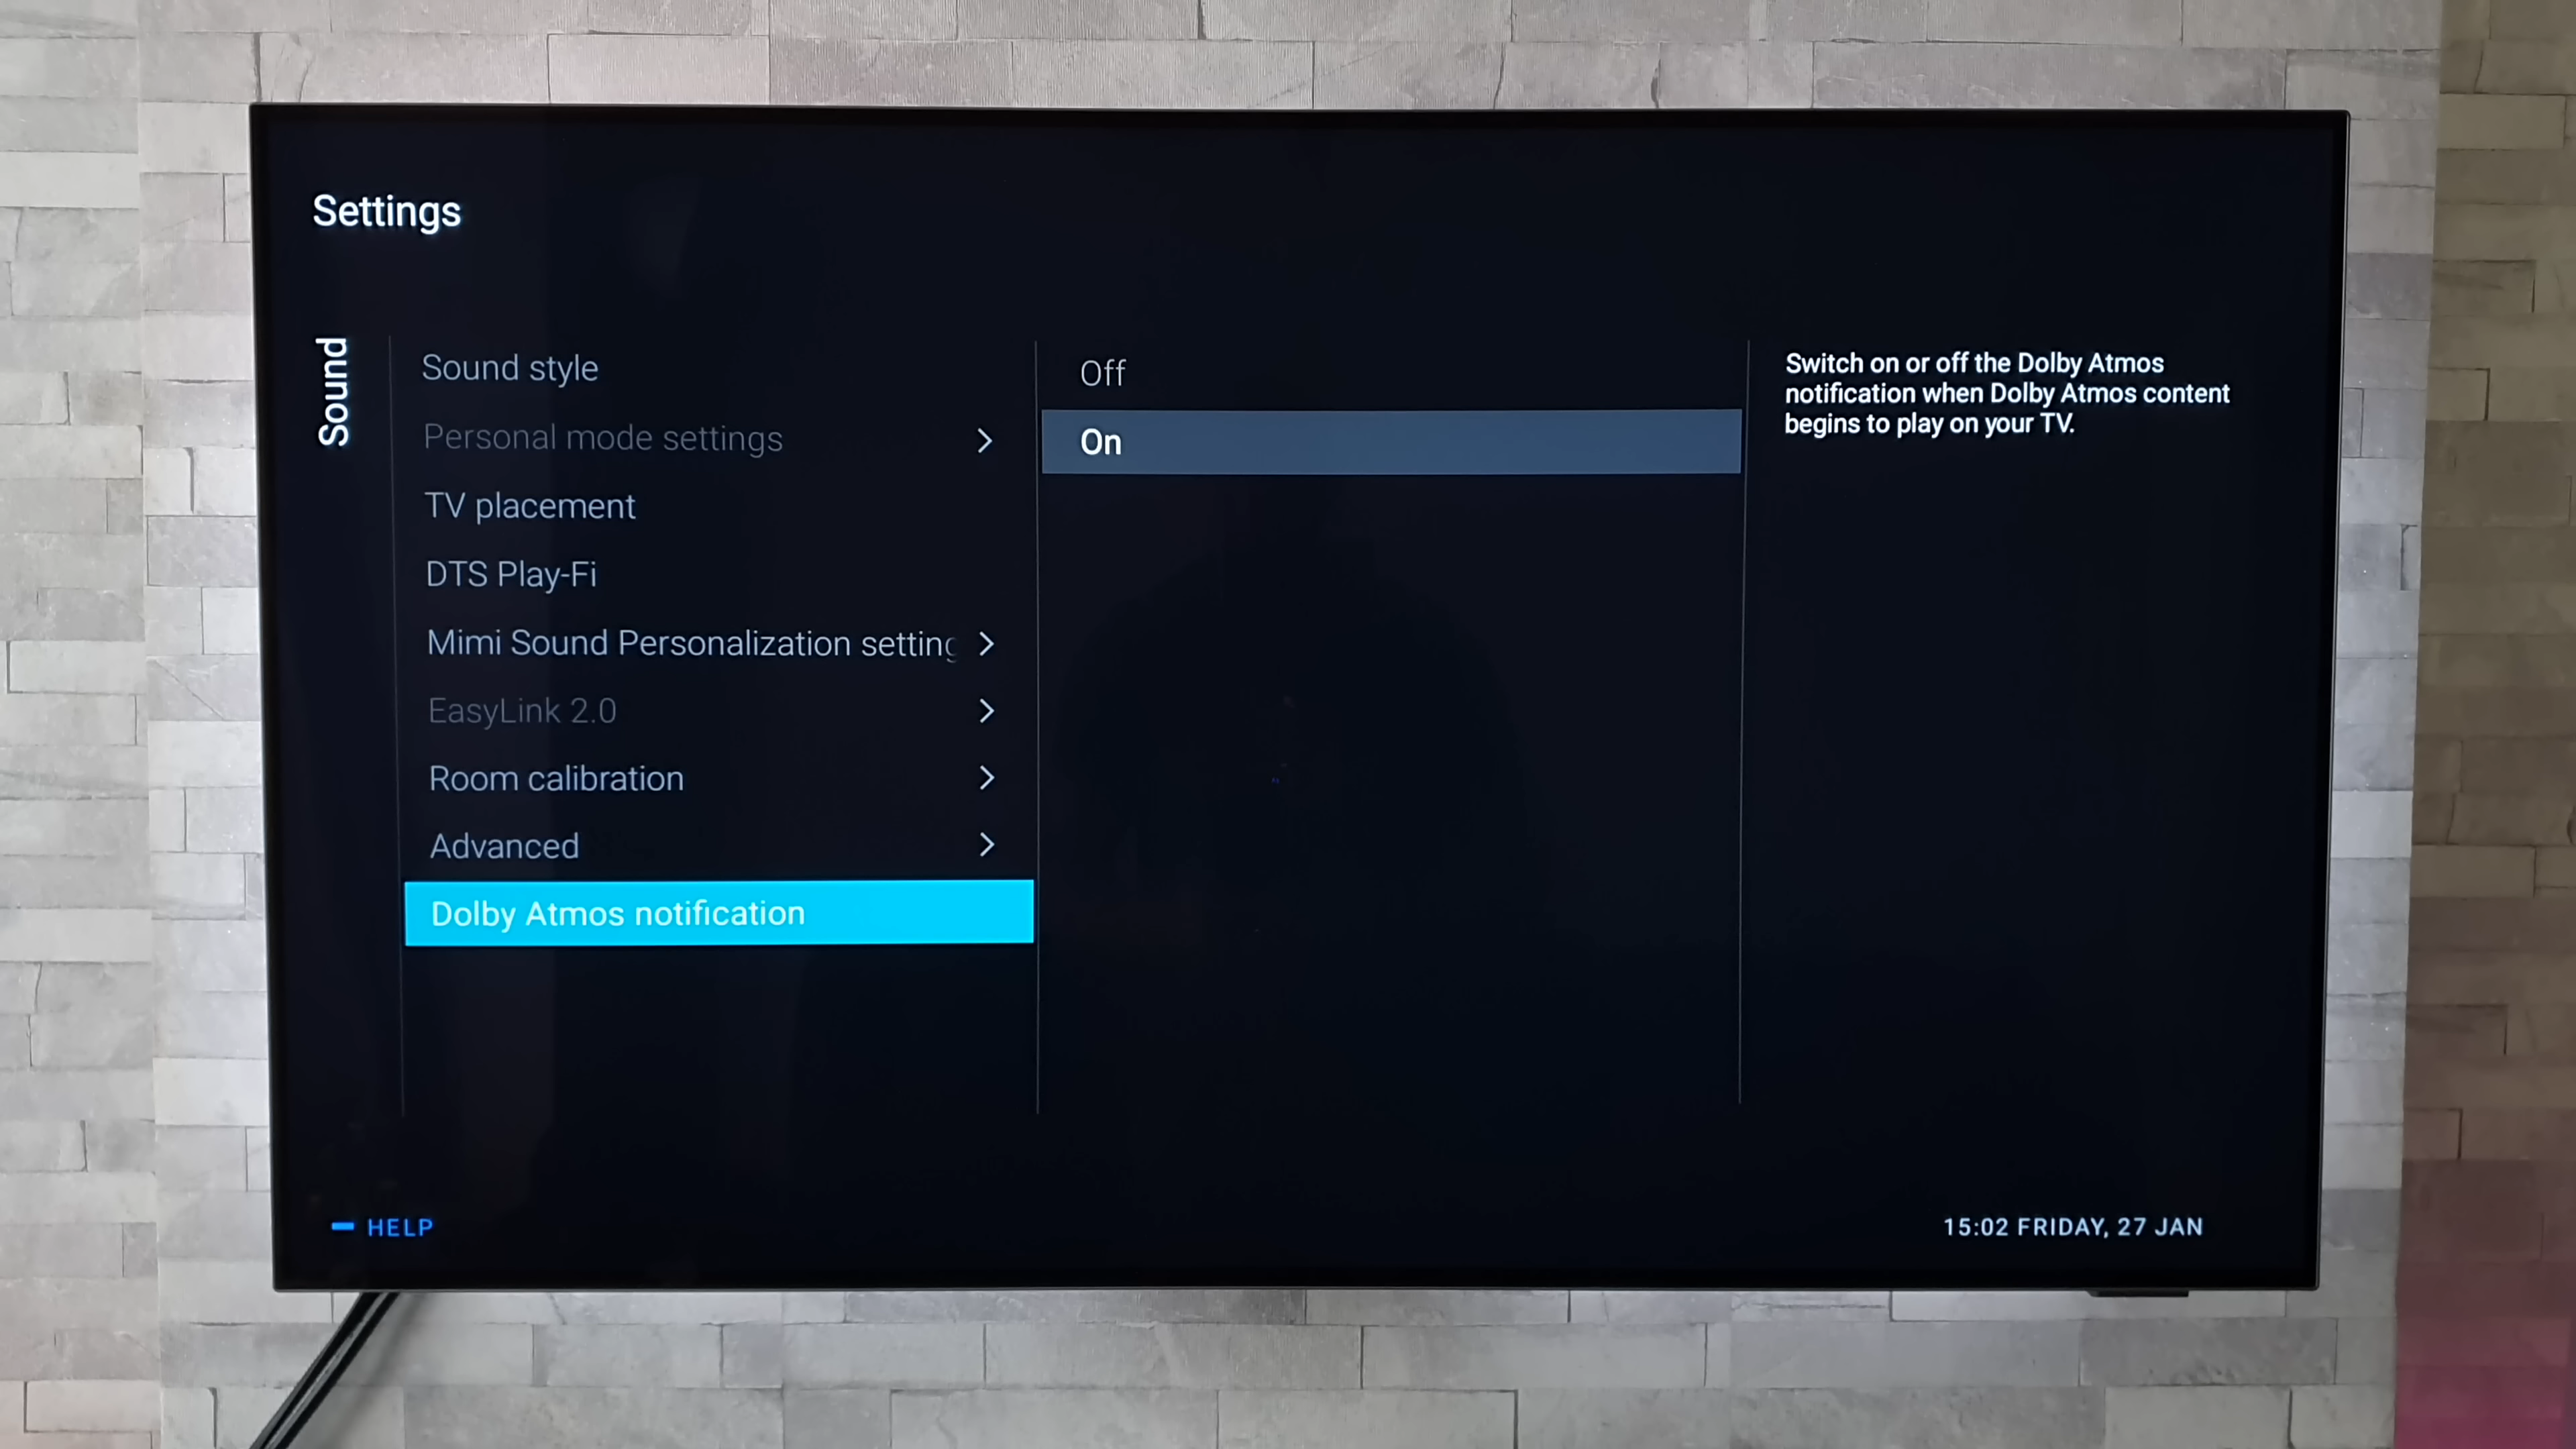 Settings
Sound
Sound style
Personal mode settings
TV placement
DTS Play-Fi
Mimi Sound Personalization setting
EasyLink 2.0
Room calibration
Advanced
Dolby Atmos notification
Off
On
Switch on or off the Dolby Atmos
notification when Dolby Atmos content
begins to play on your TV.
HELP
15:02 FRIDAY, 27 JAN